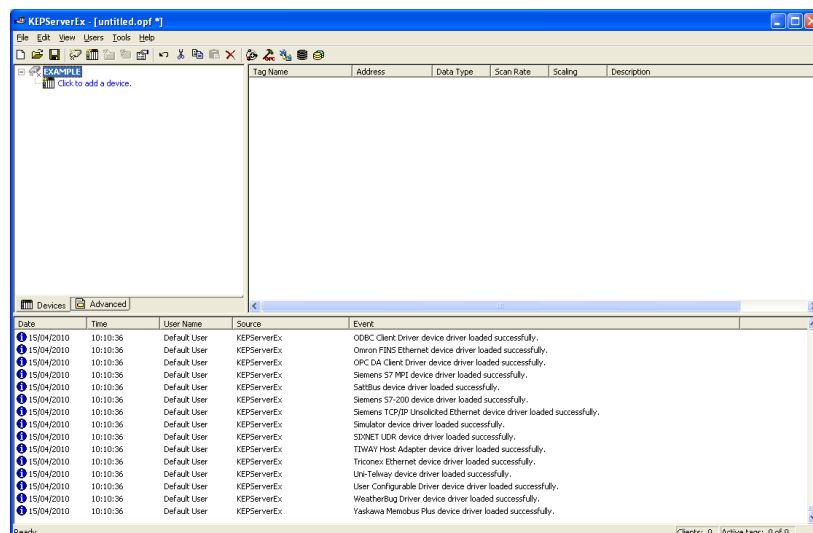 KEPServerEx - [untitled.opf *]
File Edit View Users Tools Help
EXAMPLE
Click to add a device.
Tag Name Address Data Type Scan Rate Scaling Description
Devices Advanced
Date Time User Name Source Event
15/04/2010 10:10:36 Default User KEPServerEx ODBC Client Driver device driver loaded successfully.
15/04/2010 10:10:36 Default User KEPServerEx Omron FINS Ethernet device driver loaded successfully.
15/04/2010 10:10:36 Default User KEPServerEx OPC DA Client Driver device driver loaded successfully.
15/04/2010 10:10:36 Default User KEPServerEx Siemens S7 MPI device driver loaded successfully.
15/04/2010 10:10:36 Default User KEPServerEx SattBus device driver loaded successfully.
15/04/2010 10:10:36 Default User KEPServerEx Siemens S7-200 device driver loaded successfully.
15/04/2010 10:10:36 Default User KEPServerEx Siemens TCP/IP Unsolicited Ethernet device driver loaded successfully.
15/04/2010 10:10:36 Default User KEPServerEx Simulator device driver loaded successfully.
15/04/2010 10:10:36 Default User KEPServerEx SIXNET UDR device driver loaded successfully.
15/04/2010 10:10:36 Default User KEPServerEx TIWAY Host Adapter device driver loaded successfully.
15/04/2010 10:10:36 Default User KEPServerEx Triconex Ethernet device driver loaded successfully.
15/04/2010 10:10:36 Default User KEPServerEx Uni-Telway device driver loaded successfully.
15/04/2010 10:10:36 Default User KEPServerEx User Configurable Driver device driver loaded successfully.
15/04/2010 10:10:36 Default User KEPServerEx WeatherBug Driver device driver loaded successfully.
15/04/2010 10:10:36 Default User KEPServerEx Yaskawa Memobus Plus device driver loaded successfully.
Ready Clients: 0 Active tags: 0 of 0